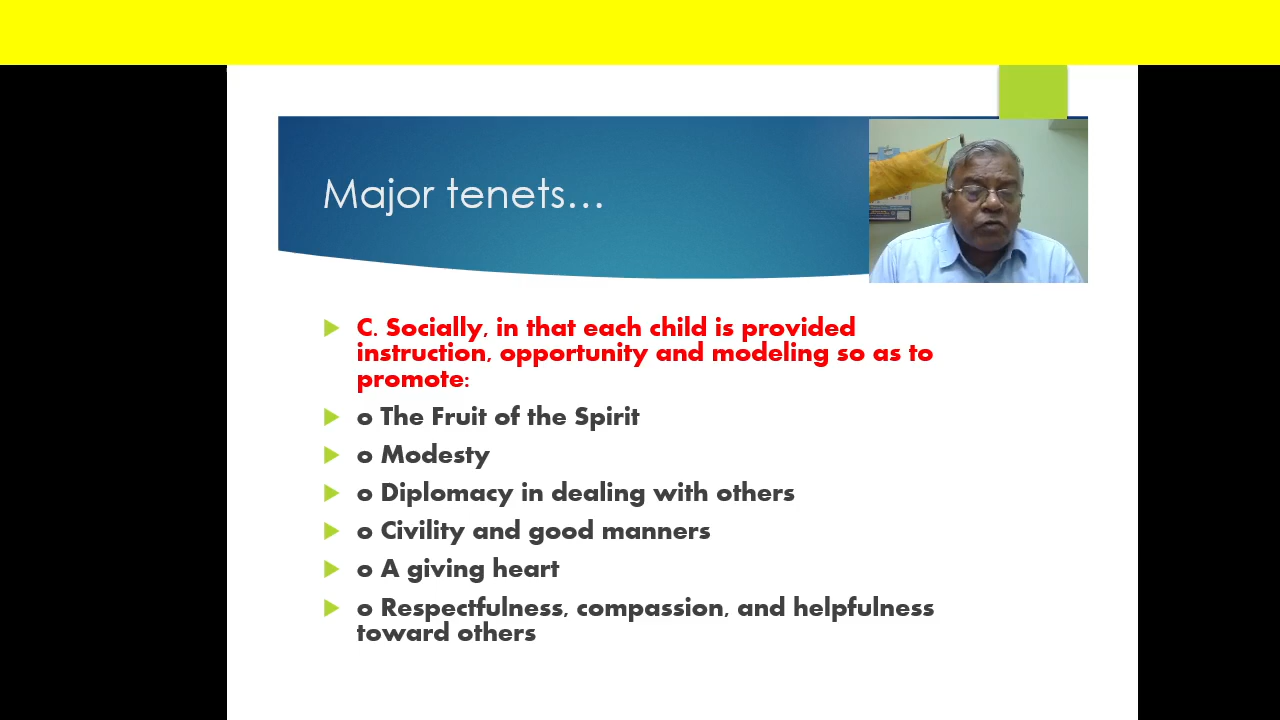 Major tenets...
C. Socially, in that each child is provided
instruction, opportunity and modeling so as to
promote:
o The Fruit of the Spirit
o Modesty
o Diplomacy in dealing with others
o Civility and good manners
o A giving heart
o Respectfulness, compassion, and helpfulness
toward others